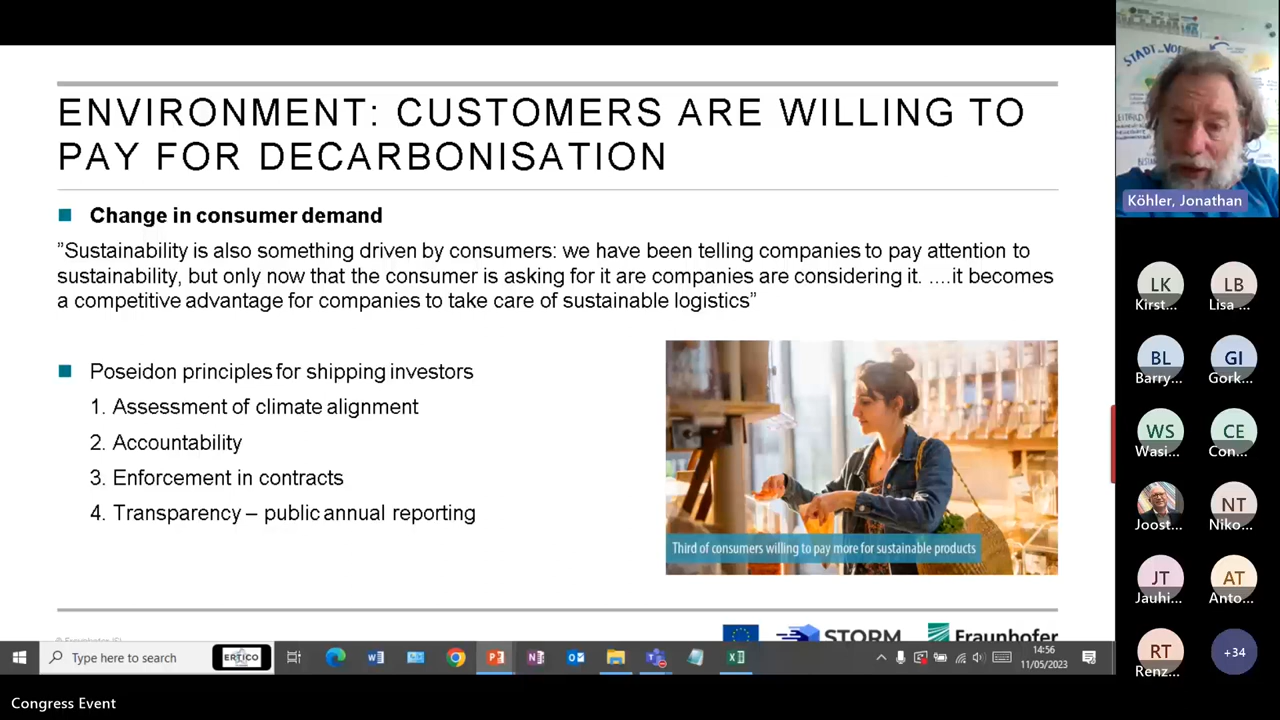 ENVIRONMENT: CUSTOMERS ARE WILLING TO
PAY FOR DECARBONISATION
Change in consumer demand
”Sustainability is also something driven by consumers: we have been telling companies to pay attention to
sustainability, but only now that the consumer is asking for it are companies are considering it. ....it becomes
a competitive advantage for companies to take care of sustainable logistics”
Poseidon principles for shipping investors
1. Assessment of climate alignment
2. Accountability
3. Enforcement in contracts
4. Transparency – public annual reporting
Third of consumers willing to pay more for sustainable products
STORM
Fraunhofer
Type here to search
ERTICO
14:56
11/05/2023
Congress Event
STADT
Köhler, Jonathan
LK LB
Kirst... Lisa ...
BL GI
Barry... Gork...
WS CE
Wasi... Con...
NT
Joost... Niko...
JT AT
Jauhi... Anto...
RT +34
Renz...